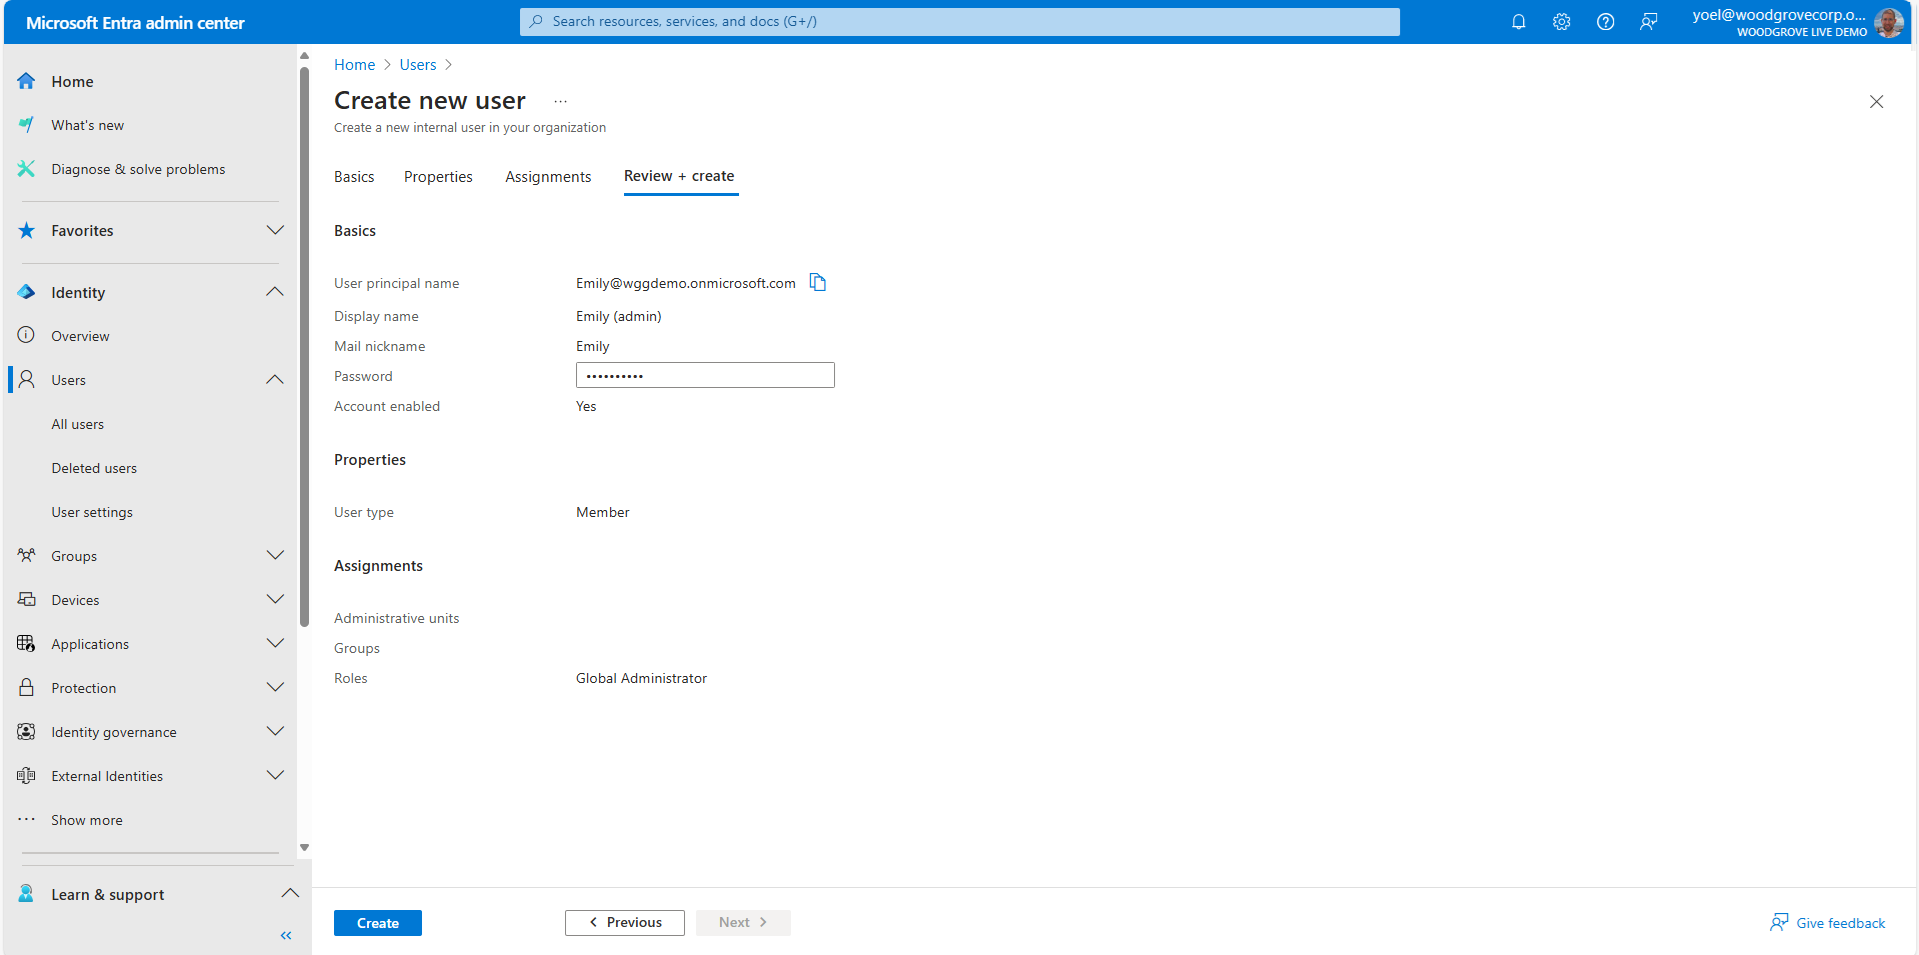 Microsoft Entra admin center
Search resources, services, and docs (G+/)
yoel@woodgrovecorp.o...
WOODGROVE LIVE DEMO
Home
What's new
Diagnose & solve problems
Favorites
Identity
Overview
Users
All users
Deleted users
User settings
Groups
Devices
Applications
Protection
Identity governance
External Identities
Show more
Learn & support
Home > Users >
Create new user ...
Create a new internal user in your organization
Basics Properties Assignments Review + create
Basics
User principal name Emily@wggdemo.onmicrosoft.com
Display name Emily (admin)
Mail nickname Emily
Password ••••••••••
Account enabled Yes
Properties
User type Member
Assignments
Administrative units
Groups
Roles Global Administrator
Create < Previous Next >
Give feedback